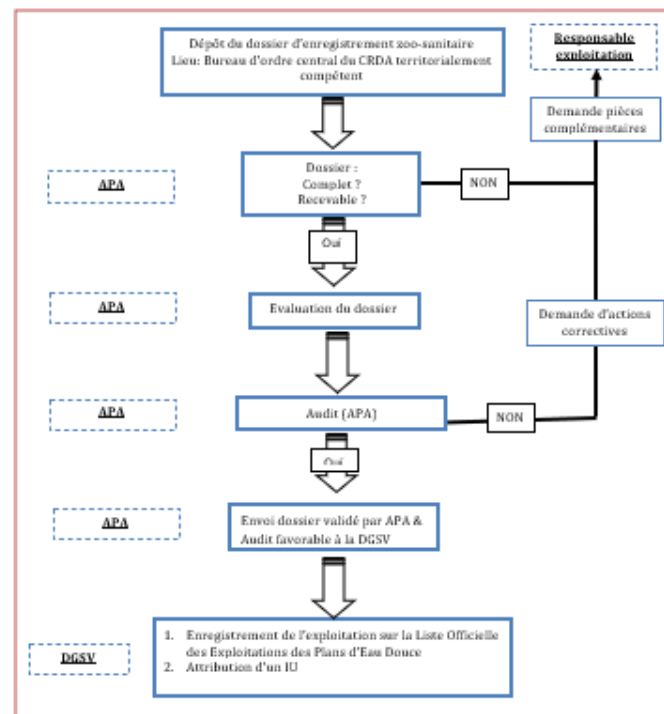 Dépôt du dossier d'enregistrement zoo-sanitaire
Lieu: Bureau d'ordre central du CRDA territorialement
compétent
Responsable
exploitation
Demande pièces
complémentaires
APA
Dossier :
Complet ?
Recevable ?
NON
Oui
APA
Evaluation du dossier
Demande d'actions
correctives
APA
Audit (APA)
NON
Oui
APA
Envoi dossier validé par APA &
Audit favorable à la DGSV
DGSV
1. Enregistrement de l'exploitation sur la Liste Officielle
des Exploitations des Plans d'Eau Douce
2. Attribution d'un IU